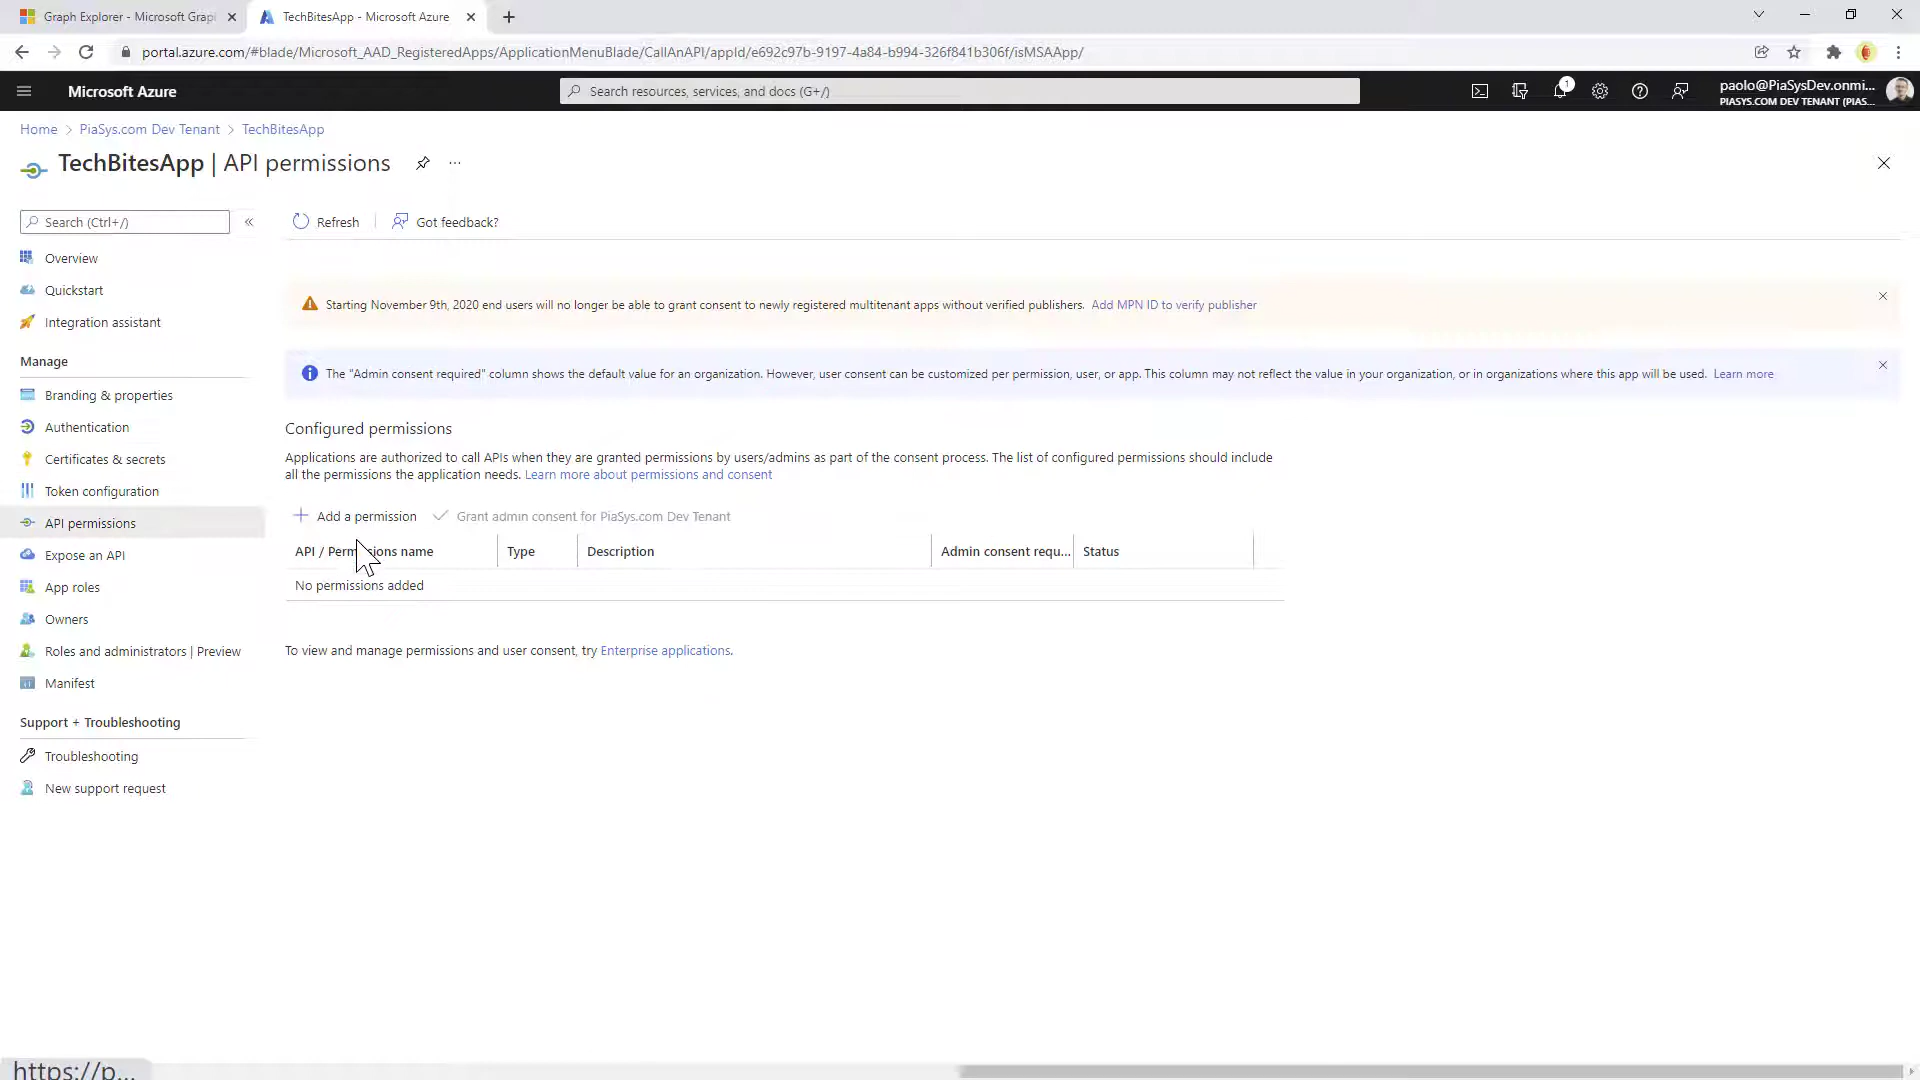 Graph Explorer - Microsoft Grap
TechBitesApp - Microsoft Azure
portal.azure.com/#blade/Microsoft_AAD_RegisteredApps/ApplicationMenuBlade/CallAnAPI/appId/e692c97b-9197-4a84-b994-326f841b306f/isMSAApp/
Microsoft Azure
Search resources, services, and docs (G+/)
1
paolo@PiaSysDev.onmi...
PIASYS.COM DEV TENANT (PIAS...
Home > PiaSys.com Dev Tenant > TechBitesApp
TechBitesApp | API permissions
Search (Ctrl+/)
Refresh
Got feedback?
Overview
Quickstart
Integration assistant
Manage
Branding & properties
Authentication
Certificates & secrets
Token configuration
API permissions
Expose an API
App roles
Owners
Roles and administrators | Preview
Manifest
Support + Troubleshooting
Troubleshooting
New support request
Starting November 9th, 2020 end users will no longer be able to grant consent to newly registered multitenant apps without verified publishers. Add MPN ID to verify publisher
The "Admin consent required" column shows the default value for an organization. However, user consent can be customized per permission, user, or app. This column may not reflect the value in your organization, or in organizations where this app will be used. Learn more
Configured permissions
Applications are authorized to call APIs when they are granted permissions by users/admins as part of the consent process. The list of configured permissions should include
all the permissions the application needs. Learn more about permissions and consent
Add a permission
Grant admin consent for PiaSys.com Dev Tenant
API / Permissions name
Type
Description
Admin consent requ...
Status
No permissions added
To view and manage permissions and user consent, try Enterprise applications.
https://p...